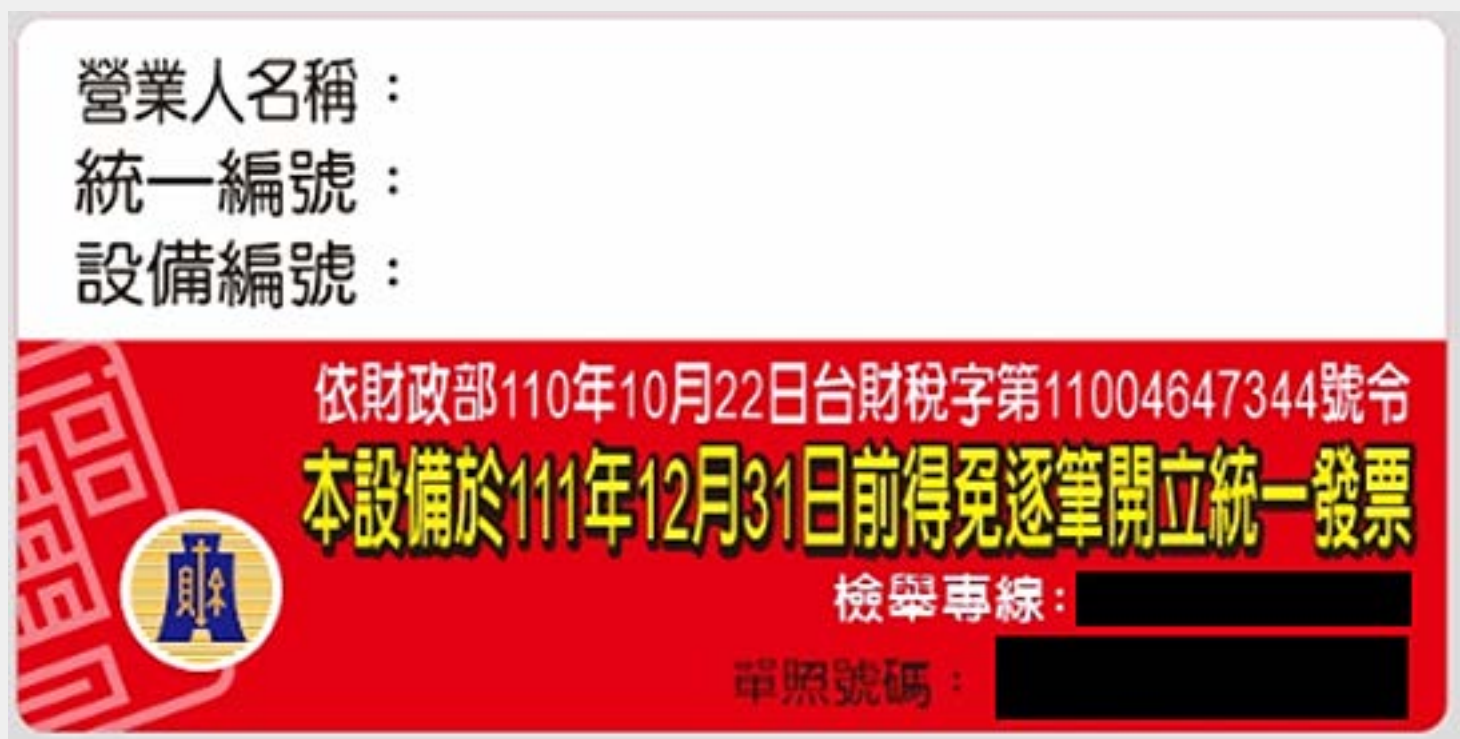 營業人名稱：
統一編號：
設備編號：
依財政部110年10月22日台財稅字第11004647344號令
本設備於111年12月31日前得免逐筆開立統一發票
檢舉專線:
單照號碼：